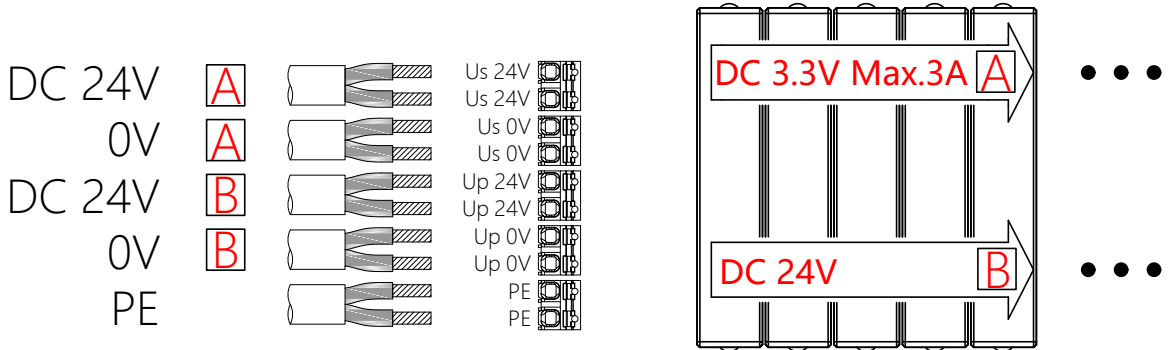 DC 24V A
0V A
DC 24V B
0V B
PE
Us 24V
Us 24V
Us 0V
Us 0V
Up 24V
Up 24V
Up 0V
Up 0V
PE
PE
DC 3.3V Max.3A A
DC 24V B